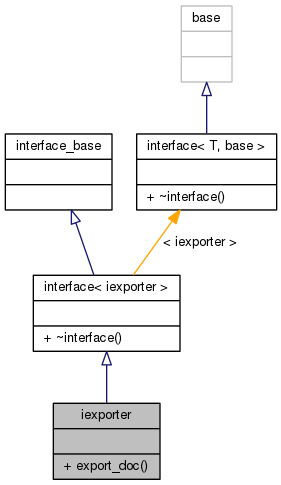 base
interface_base
interface< T, base >
+ ~interface()
< iexporter >
interface< iexporter >
+ ~interface()
iexporter
+ export_doc()